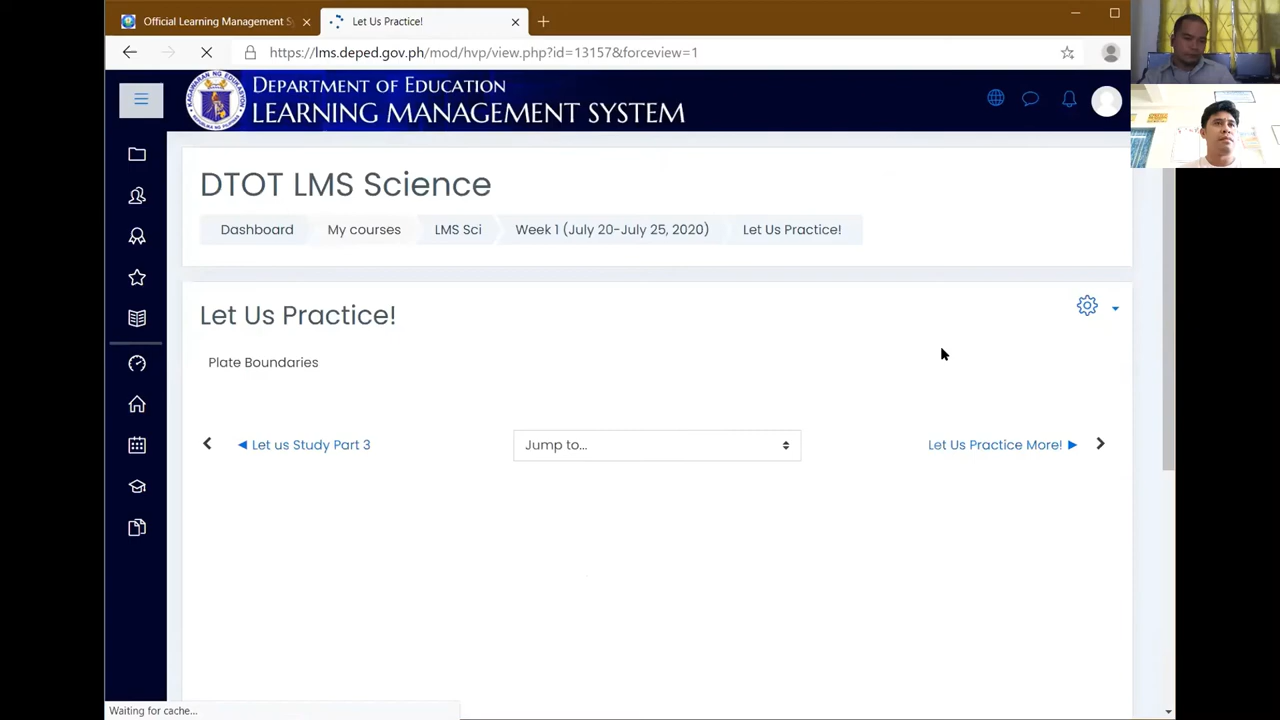 Official Learning Management S
Let Us Practice!
https://lms.deped.gov.ph/mod/hvp/view.php?id=13157&forceview=1
DEPARTMENT OF EDUCATION
LEARNING MANAGEMENT SYSTEM
DTOT LMS Science
Dashboard
My courses
LMS Sci
Week 1 (July 20-July 25, 2020)
Let Us Practice!
Let Us Practice!
Plate Boundaries
◄ Let us Study Part 3
Jump to...
Let Us Practice More! ►
Waiting for cache...